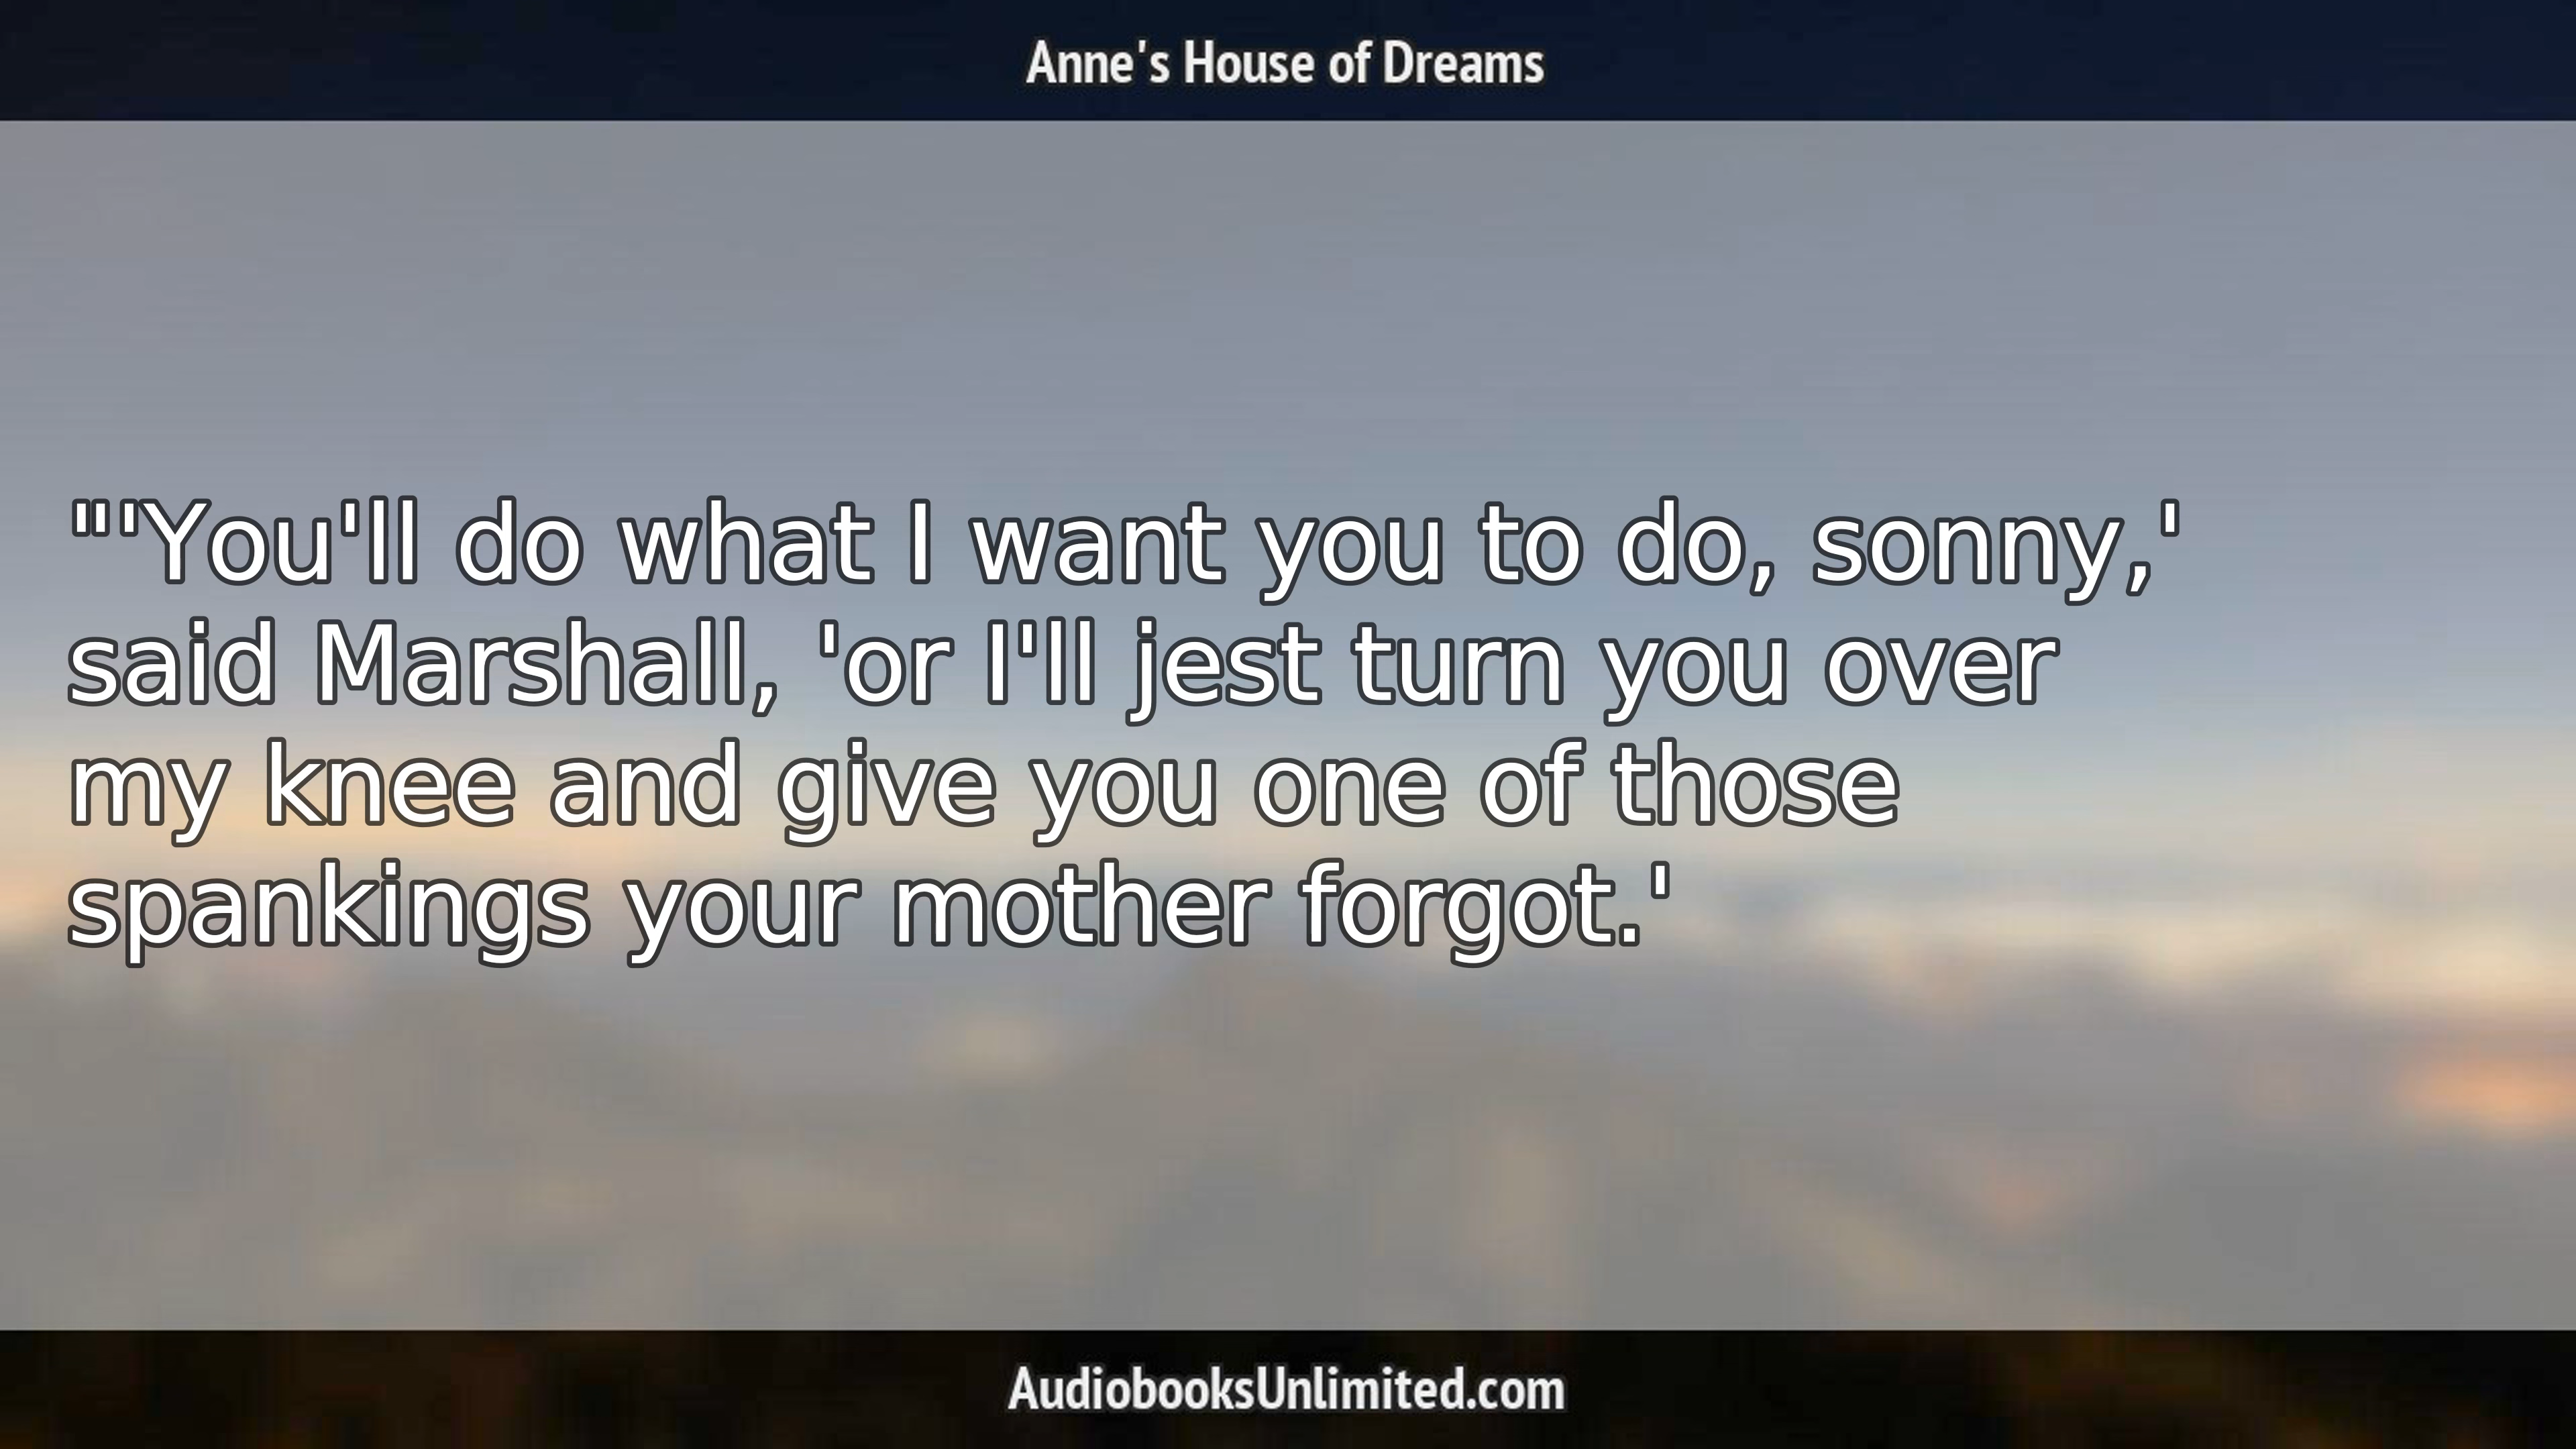 Anne's House of Dreams
"'You'll do what I want you to do, sonny,'
said Marshall, 'or I'll jest turn you over
my knee and give you one of those
spankings your mother forgot.'
AudiobooksUnlimited.com